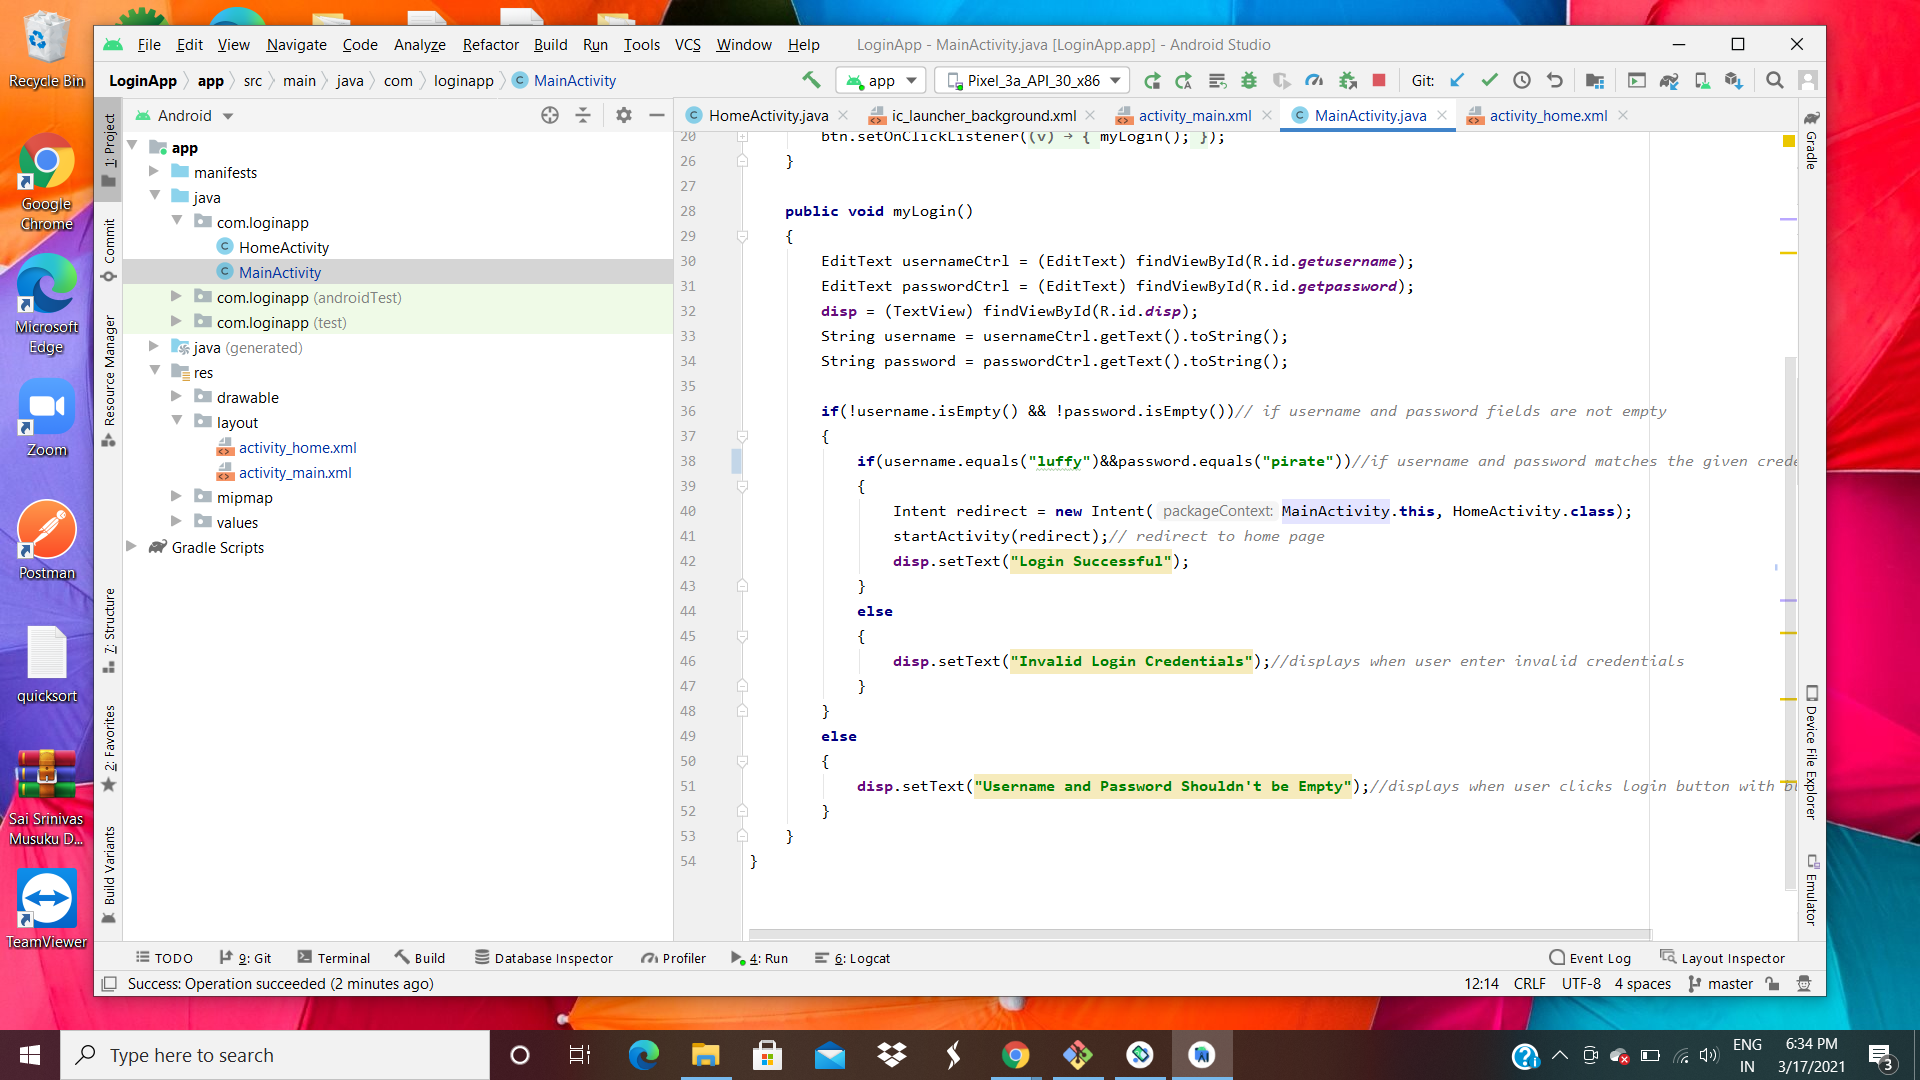 File Edit View Navigate Code Analyze Refactor Build Run Tools VCS Window Help LoginApp - MainActivity.java [LoginApp.app] - Android Studio
LoginApp app src main java com loginapp MainActivity app Pixel_3a_API_30_x86 Git:
Android
HomeActivity.java ic_launcher_background.xml activity_main.xml MainActivity.java activity_home.xml
Recycle Bin
Google Chrome
Microsoft Edge
Zoom
Postman
quicksort
Sai Srinivas
Musuku D...
TeamViewer
1: Project
Commit
Resource Manager
7: Structure
2: Favorites
Build Variants
app
manifests
java
com.loginapp
HomeActivity
MainActivity
com.loginapp (androidTest)
com.loginapp (test)
java (generated)
res
drawable
layout
activity_home.xml
activity_main.xml
mipmap
values
Gradle Scripts
20 btn.setOnClickListener((v) → { myLogin(); });
26 }
27
28 public void myLogin()
29 {
30 EditText usernameCtrl = (EditText) findViewById(R.id.getusername);
31 EditText passwordCtrl = (EditText) findViewById(R.id.getpassword);
32 disp = (TextView) findViewById(R.id.disp);
33 String username = usernameCtrl.getText().toString();
34 String password = passwordCtrl.getText().toString();
35
36 if(!username.isEmpty() && !password.isEmpty())// if username and password fields are not empty
37 {
38 if(username.equals("luffy")&&password.equals("pirate"))//if username and password matches the given crede
39 {
40 Intent redirect = new Intent( packageContext: MainActivity.this, HomeActivity.class);
41 startActivity(redirect);// redirect to home page
42 disp.setText("Login Successful");
43 }
44 else
45 {
46 disp.setText("Invalid Login Credentials");//displays when user enter invalid credentials
47 }
48 }
49 else
50 {
51 disp.setText("Username and Password Shouldn't be Empty");//displays when user clicks login button with
52 }
53 }
54 }
Gradle
Device File Explorer
Emulator
TODO 9: Git Terminal Build Database Inspector Profiler 4: Run 6: Logcat Event Log Layout Inspector
Success: Operation succeeded (2 minutes ago) 12:14 CRLF UTF-8 4 spaces master
Type here to search
ENG
IN
6:34 PM
3/17/2021
3